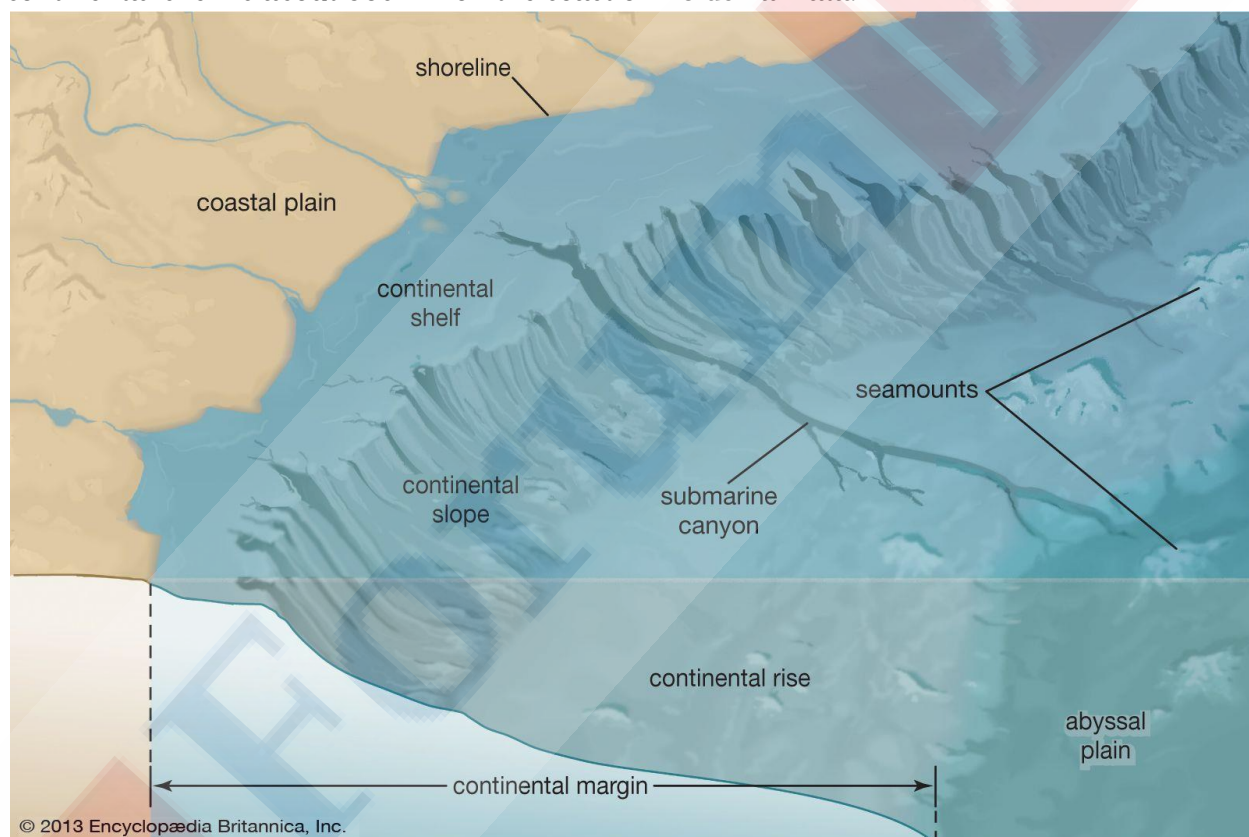 shoreline
coastal plain
continental
shelf
seamounts
continental
slope
submarine
canyon
continental rise
abyssal
plain
continental margin
© 2013 Encyclopædia Britannica, Inc.